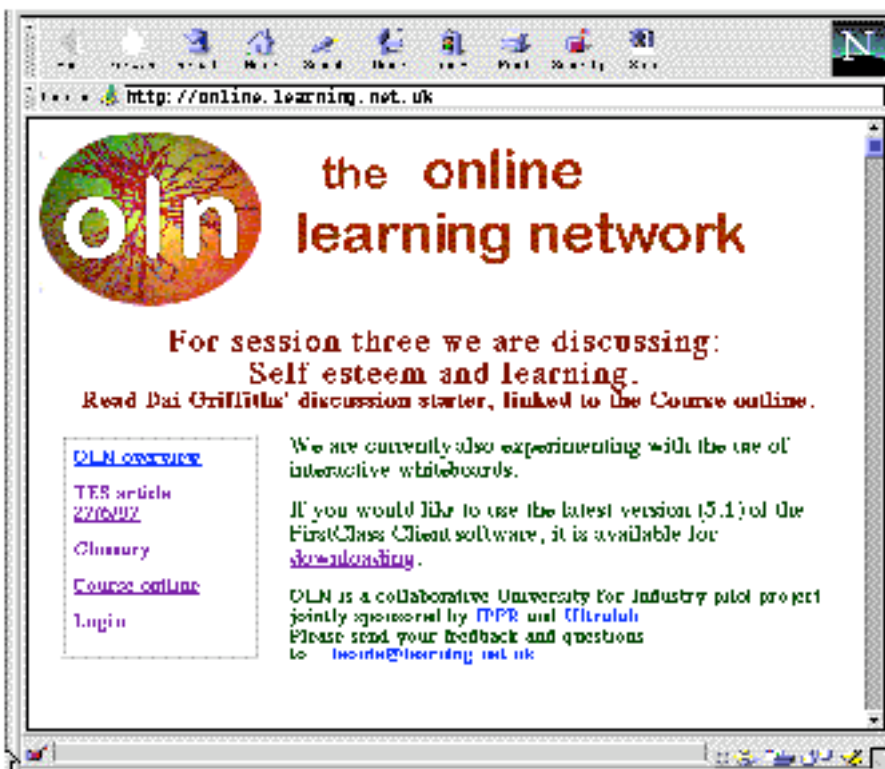 N
http://online.learning.net.uk
oln
the online
learning network
For session three we are discussing:
Self esteem and learning.
Read Dai Griffiths' discussion starter, linked to the Course outline.
OLN overview
TES article
27/6/97
Glossary
Course outline
Login
We are currently also experimenting with the use of
interactive whiteboards.
If you would like to use the latest version (5.1) of the
FirstClass Client software, it is available for
downloading.
OLN is a collaborative University for Industry pilot project
jointly sponsored by IPPR and Ultralab
Please send your feedback and questions
to